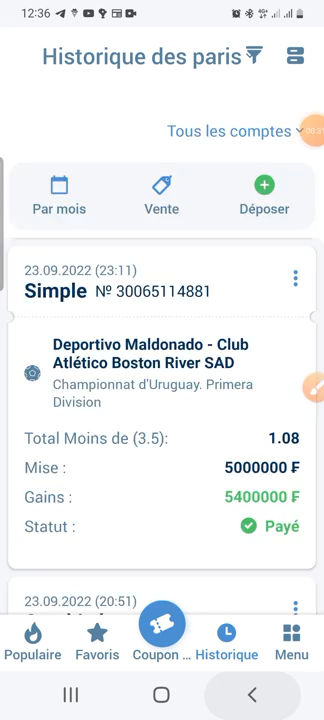 12:36
4G+
Historique des paris
Tous les comptes
Par mois
Vente
Déposer
23.09.2022 (23:11)
Simple № 30065114881
Deportivo Maldonado - Club
Atlético Boston River SAD
Championnat d'Uruguay. Primera
Division
Total Moins de (3.5): 1.08
Mise : 5000000 ₣
Gains : 5400000 ₣
Statut : Payé
23.09.2022 (20:51)
Populaire
Favoris
Coupon ...
Historique
Menu